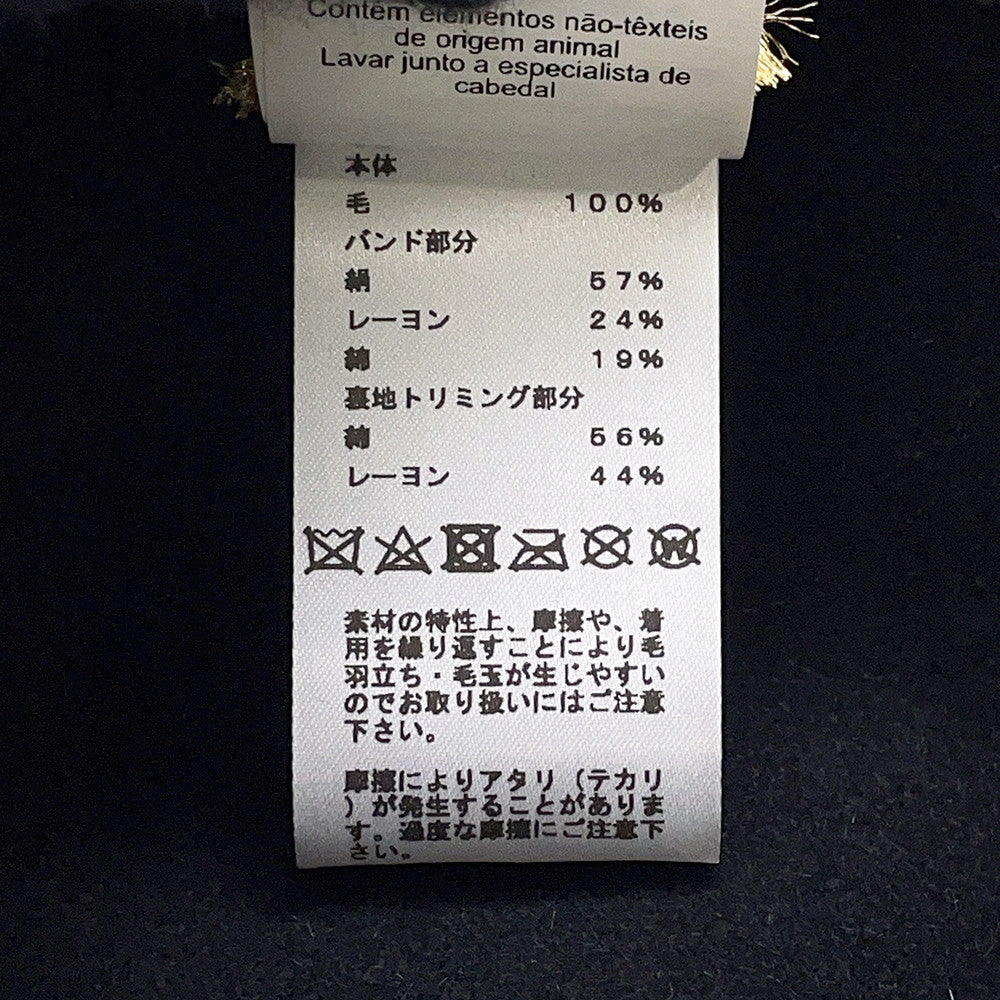 Contém elementos não-têxteis
de origem animal
Lavar junto a especialista de
cabedal
本体
毛 100%
バンド部分
絹 57%
レーヨン 24%
綿 19%
裏地トリミング部分
綿 56%
レーヨン 44%
W
素材の特性上、摩擦や、着
用を繰り返すことにより毛
羽立ち・毛玉が生じやすい
のでお取り扱いにはご注意
下さい。
摩擦によりアタリ（テカリ
）が発生することがありま
す。過度な摩擦にご注意下
さい。